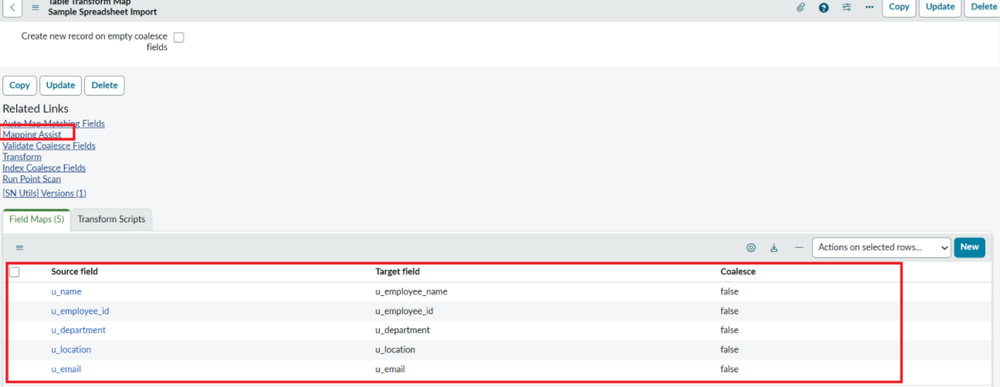 Table Transform Map
Sample Spreadsheet Import
Copy Update Delete
Create new record on empty coalesce
fields
Copy Update Delete
Related Links
Auto Map Matching Fields
Mapping Assist
Validate Coalesce Fields
Transform
Index Coalesce Fields
Run Point Scan
[SN Utils] Versions (1)
Field Maps (5) Transform Scripts
Actions on selected rows... New
Source field Target field Coalesce
u_name u_employee_name false
u_employee_id u_employee_id false
u_department u_department false
u_location u_location false
u_email u_email false